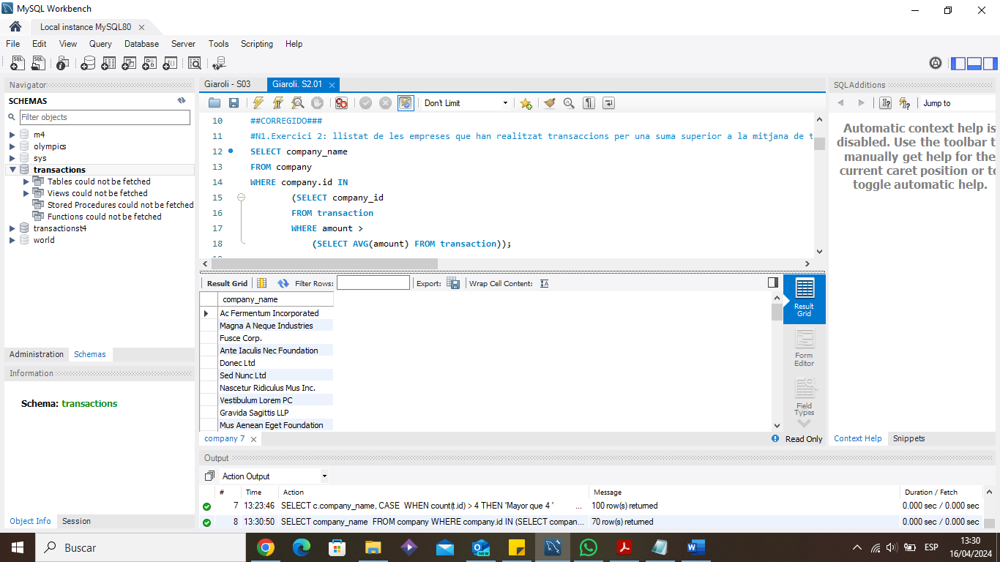 MySQL Workbench
Local instance MySQL80
File Edit View Query Database Server Tools Scripting Help
Navigator
SCHEMAS
Filter objects
m4
olympics
sys
transactions
Tables could not be fetched
Views could not be fetched
Stored Procedures could not be fetched
Functions could not be fetched
transactionst4
world
Administration Schemas
Information
Schema: transactions
Object Info Session
Giaroli - S03 Giaroli. S2.01
Don't Limit
10 ##CORREGIDO###
11 #N1.Exercici 2: llistat de les empreses que han realitzat transaccions per una suma superior a la mitjana de t
12 SELECT company_name
13 FROM company
14 WHERE company.id IN
15 (SELECT company_id
16 FROM transaction
17 WHERE amount >
18 (SELECT AVG(amount) FROM transaction));
Result Grid Filter Rows: Export: Wrap Cell Content:
company_name
Ac Fermentum Incorporated
Magna A Neque Industries
Fusce Corp.
Ante Iaculis Nec Foundation
Donec Ltd
Sed Nunc Ltd
Nascetur Ridiculus Mus Inc.
Vestibulum Lorem PC
Gravida Sagittis LLP
Mus Aenean Eget Foundation
Result
Grid
Form
Editor
Field
Types
company 7
Read Only
SQLAdditions
Jump to
Automatic context help is
disabled. Use the toolbar t
manually get help for the
current caret position or to
toggle automatic help.
Context Help Snippets
Output
Action Output
# Time Action Message Duration / Fetch
7 13:23:46 SELECT c.company_name, CASE WHEN count(t.id) > 4 THEN 'Mayor que 4 ' ... 100 row(s) returned 0.000 sec / 0.000 sec
8 13:30:50 SELECT company_name FROM company WHERE company.id IN (SELECT compan... 70 row(s) returned 0.000 sec / 0.000 sec
Buscar
ESP
13:30
16/04/2024